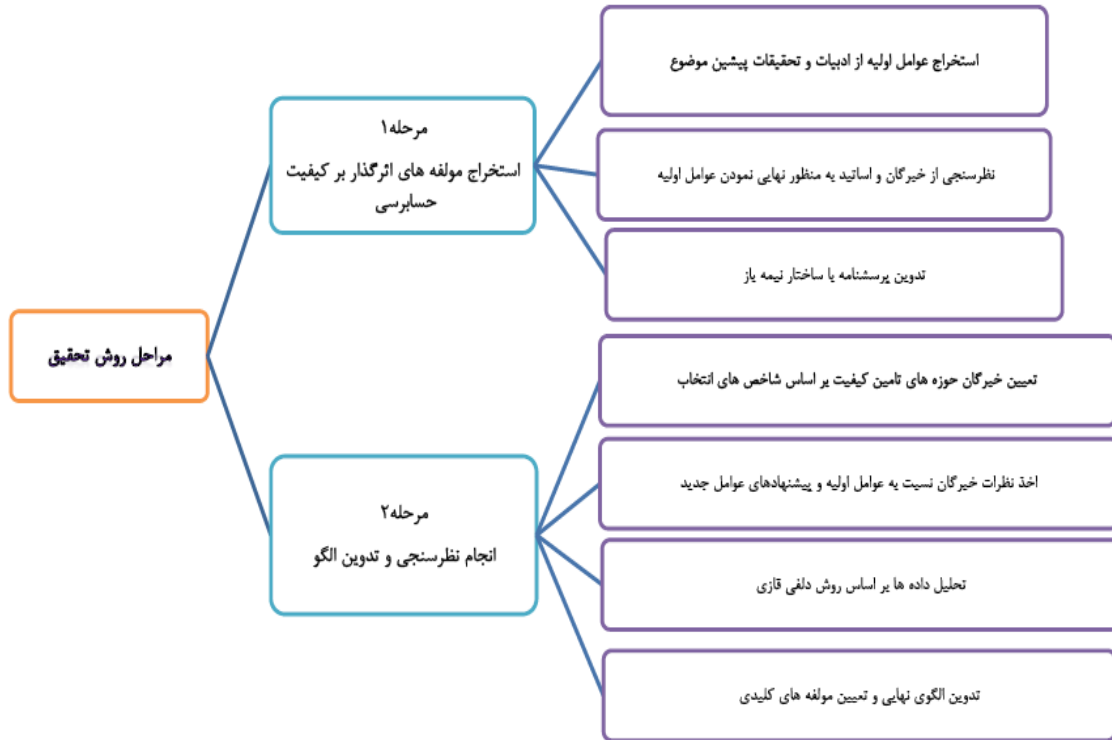 مراحل روش تحقیق
مرحله۱
استخراج مولفه های اثرگذار بر کیفیت
حسابرسی
استخراج عوامل اولیه از ادبیات و تحقیقات پیشین موضوع
نظرسنجی از خبرگان و اساتید به منظور نهایی نمودن عوامل اولیه
تدوین پرسشنامه با ساختار نیمه باز
مرحله۲
انجام نظرسنجی و تدوین الگو
تعیین خبرگان حوزه های تامین کیفیت بر اساس شاخص های انتخاب
اخذ نظرات خبرگان نسبت به عوامل اولیه و پیشنهادهای عوامل جدید
تحلیل داده ها بر اساس روش دلفی فازی
تدوین الگوی نهایی و تعیین مولفه های کلیدی